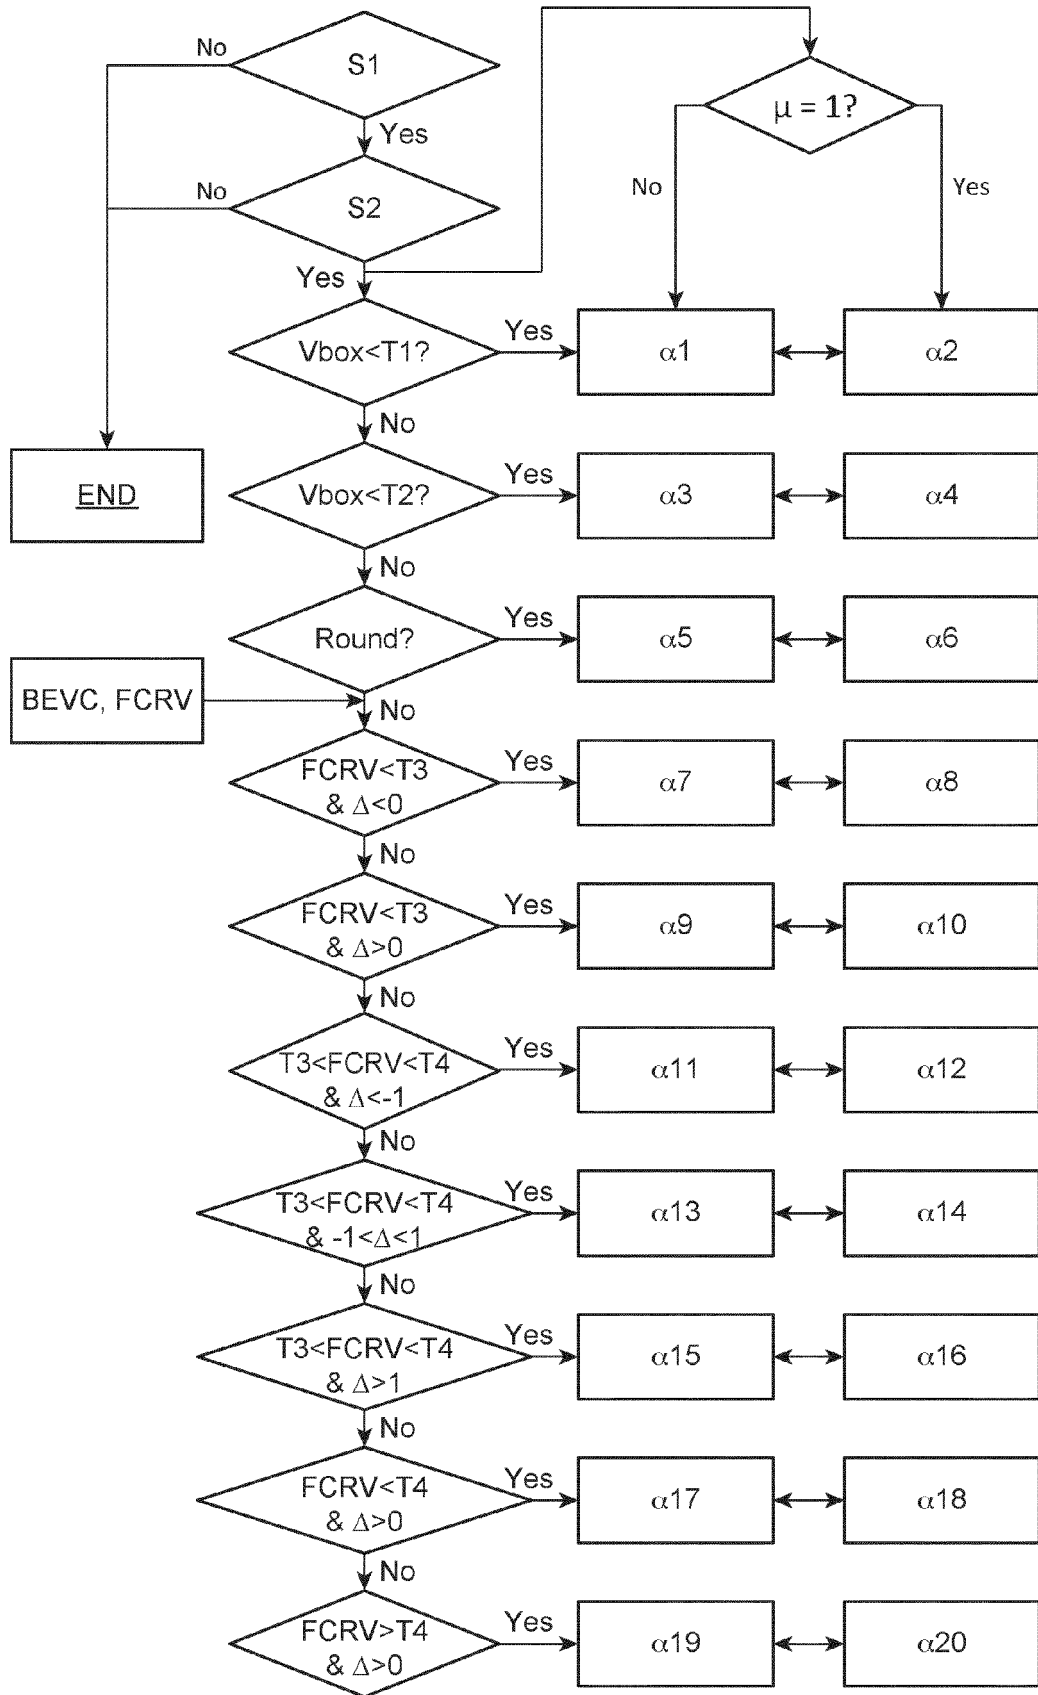 No
S1
Yes
μ = 1?
No
S2
No
Yes
Yes
Vbox<T1?
Yes
α1
α2
No
END
Vbox<T2?
Yes
α3
α4
No
Round?
Yes
α5
α6
BEVC, FCRV
No
FCRV<T3
& Δ<0
Yes
α7
α8
No
FCRV<T3
& Δ>0
Yes
α9
α10
No
T3<FCRV<T4
& Δ<-1
Yes
α11
α12
No
T3<FCRV<T4
& -1<Δ<1
Yes
α13
α14
No
T3<FCRV<T4
& Δ>1
Yes
α15
α16
No
FCRV<T4
& Δ>0
Yes
α17
α18
No
FCRV>T4
& Δ>0
Yes
α19
α20